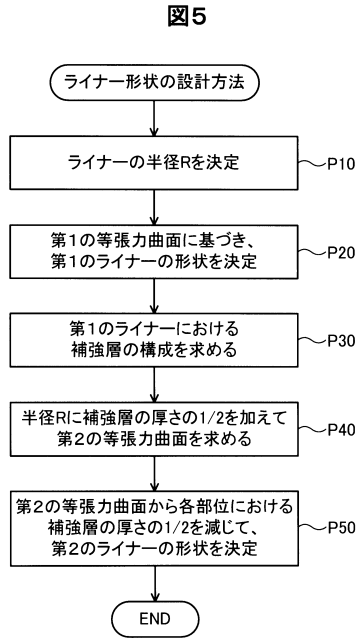 図5
ライナー形状の設計方法
ライナーの半径Rを決定
P10
第1の等張力曲面に基づき、
第1のライナーの形状を決定
P20
第1のライナーにおける
補強層の構成を求める
P30
半径Rに補強層の厚さの1/2を加えて
第2の等張力曲面を求める
P40
第2の等張力曲面から各部位における
補強層の厚さの1/2を減じて、
第2のライナーの形状を決定
P50
END